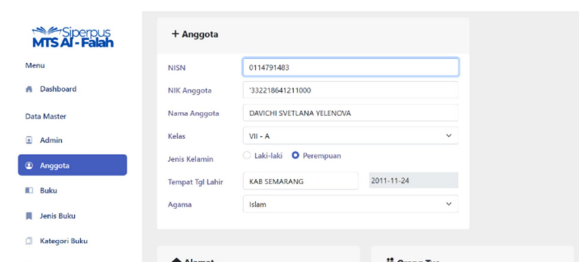 Siperpus
MTS Al - Falah
Menu
Dashboard
Data Master
Admin
Anggota
Buku
Jenis Buku
Kategori Buku
+ Anggota
NISN 0114791483
NIK Anggota '332218641211000
Nama Anggota DAVICHI SVETLANA YELENOVA
Kelas VII - A
Jenis Kelamin Laki-laki Perempuan
Tempat Tgl Lahir KAB SEMARANG 2011-11-24
Agama Islam
Alamat